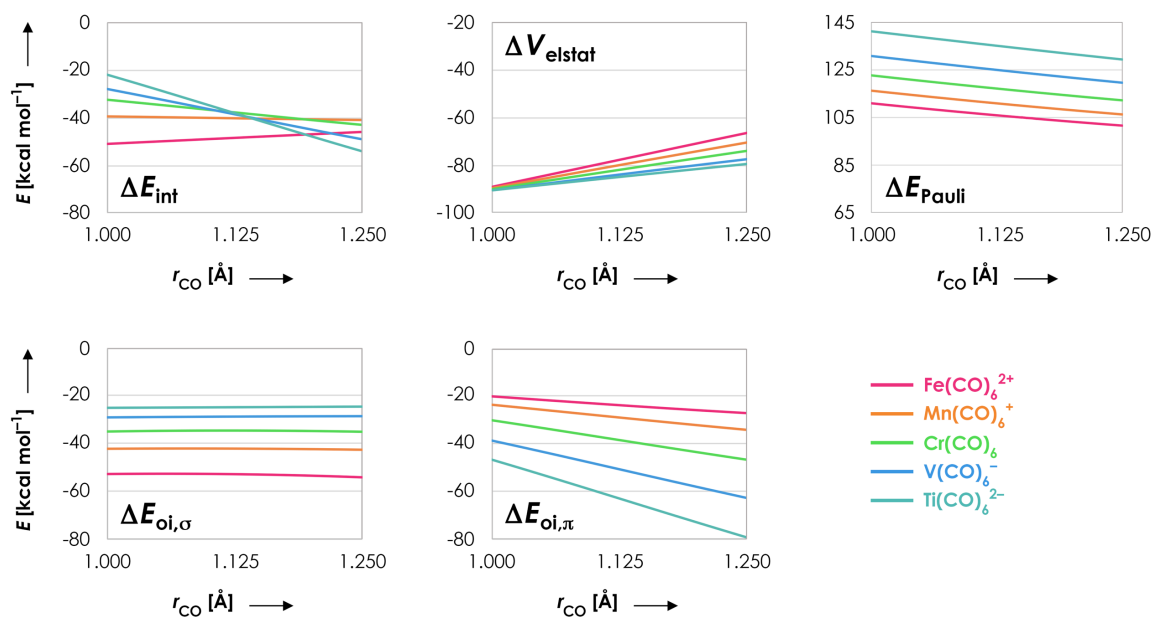 E [kcal mol⁻¹]
0
-20
-40
-60
-80
ΔE_int
1.000 1.125 1.250
r_CO [Å]
-20
-40
-60
-80
-100
ΔV_elstat
1.000 1.125 1.250
r_CO [Å]
145
125
105
85
65
ΔE_Pauli
1.000 1.125 1.250
r_CO [Å]
E [kcal mol⁻¹]
0
-20
-40
-60
-80
ΔE_oi,σ
1.000 1.125 1.250
r_CO [Å]
0
-20
-40
-60
-80
ΔE_oi,π
1.000 1.125 1.250
r_CO [Å]
Fe(CO)₆²⁺
Mn(CO)₆⁺
Cr(CO)₆
V(CO)₆⁻
Ti(CO)₆²⁻